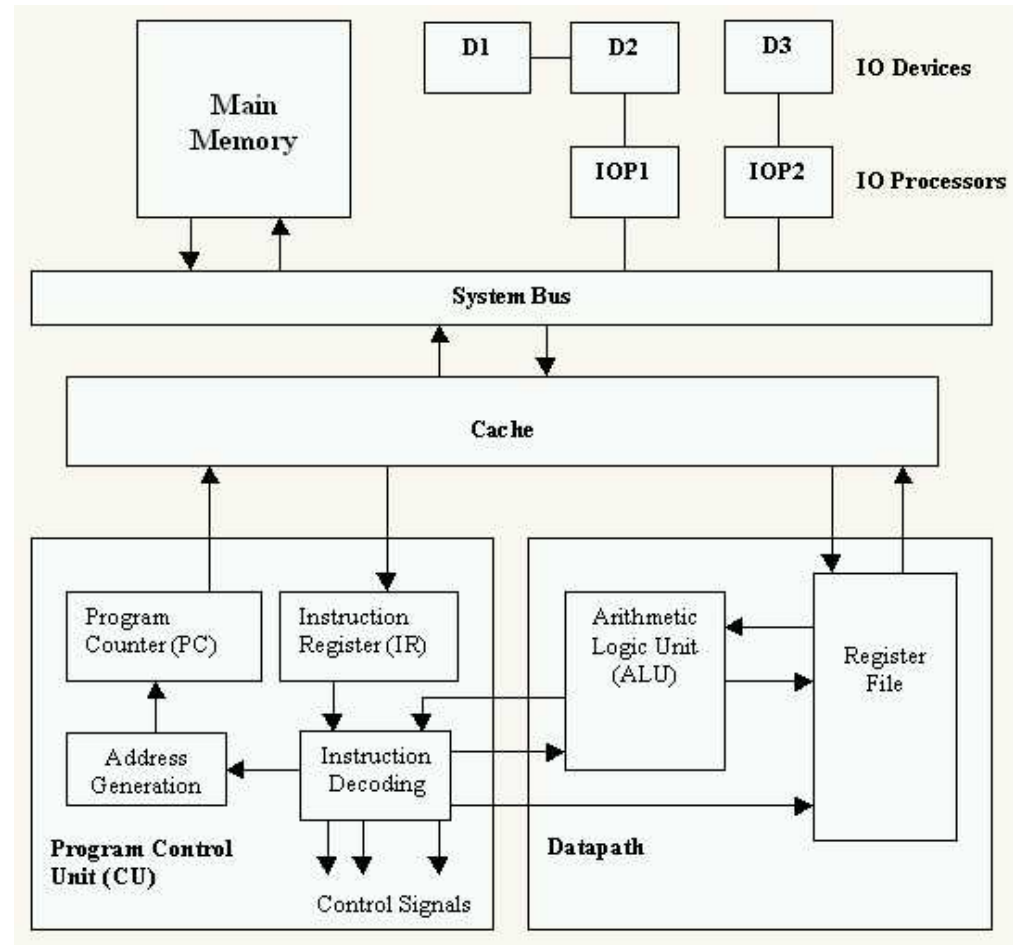 D1
D2
D3
IO Devices
Main
Memory
IOP1
IOP2
IO Processors
System Bus
Cache
Program
Counter (PC)
Instruction
Register (IR)
Arithmetic
Logic Unit
(ALU)
Register
File
Address
Generation
Instruction
Decoding
Program Control
Unit (CU)
Control Signals
Datapath